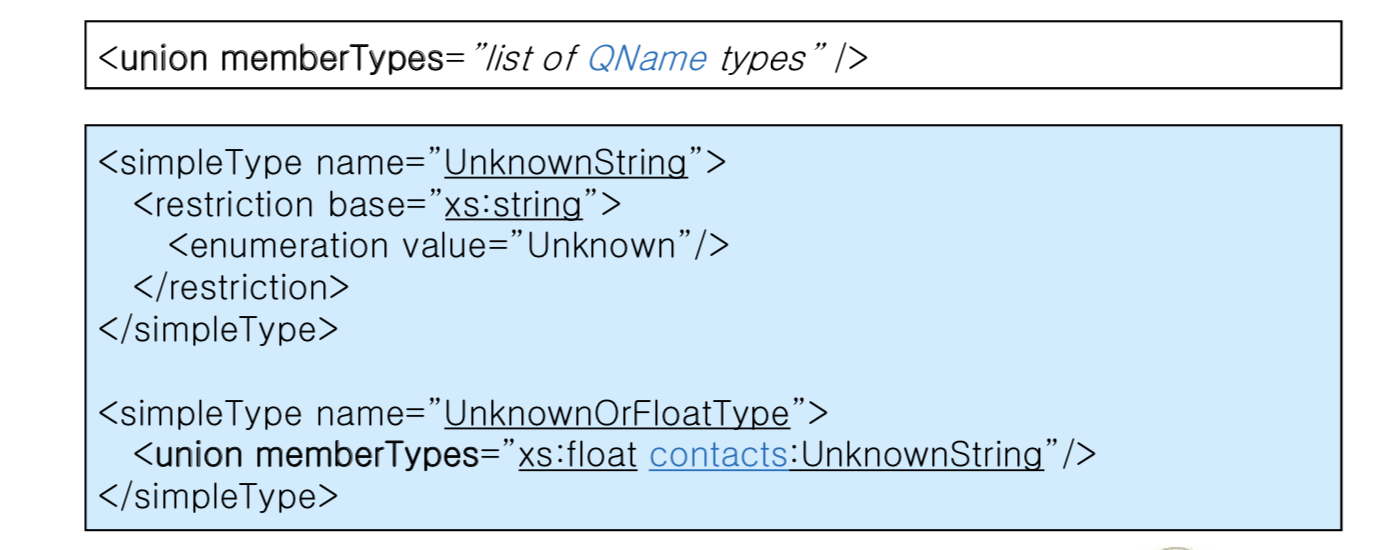 <union memberTypes="list of QName types" />
<simpleType name="UnknownString">
<restriction base="xs:string">
<enumeration value="Unknown"/>
</restriction>
</simpleType>
<simpleType name="UnknownOrFloatType">
<union memberTypes="xs:float contacts:UnknownString"/>
</simpleType>